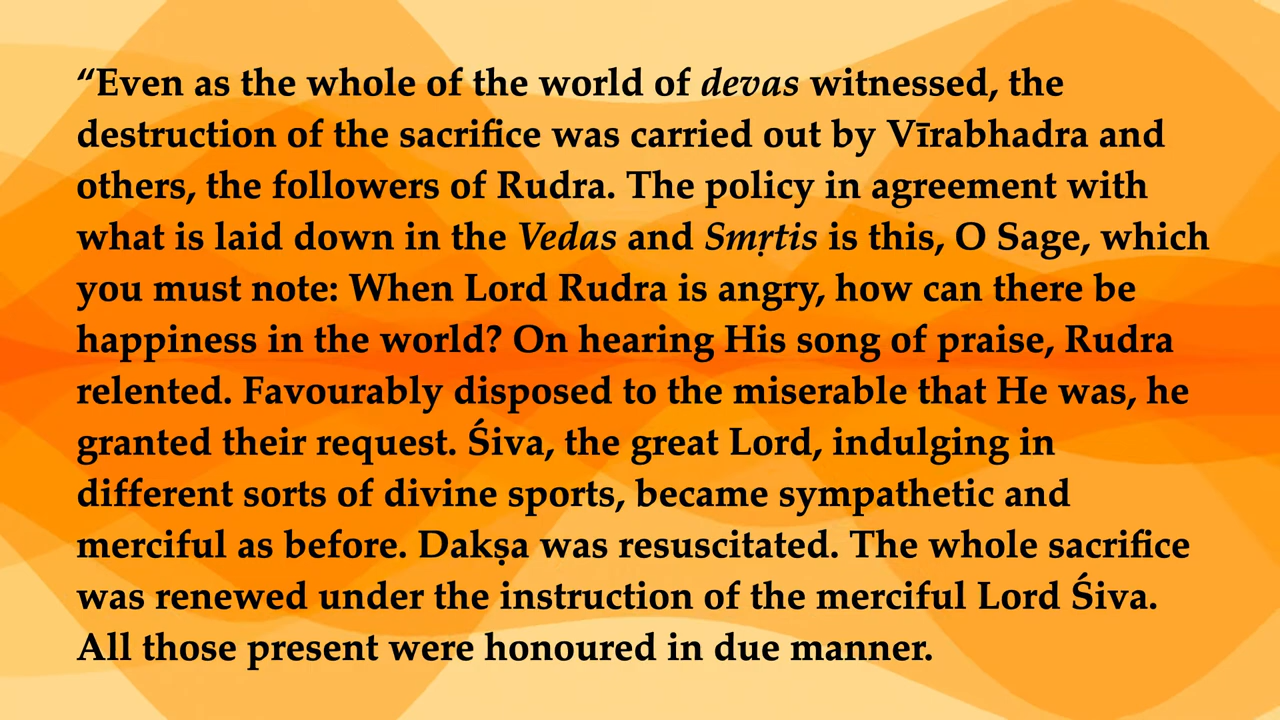 “Even as the whole of the world of devas witnessed, the
destruction of the sacrifice was carried out by Vīrabhadra and
others, the followers of Rudra. The policy in agreement with
what is laid down in the Vedas and Smṛtis is this, O Sage, which
you must note: When Lord Rudra is angry, how can there be
happiness in the world? On hearing His song of praise, Rudra
relented. Favourably disposed to the miserable that He was, he
granted their request. Śiva, the great Lord, indulging in
different sorts of divine sports, became sympathetic and
merciful as before. Dakṣa was resuscitated. The whole sacrifice
was renewed under the instruction of the merciful Lord Śiva.
All those present were honoured in due manner.